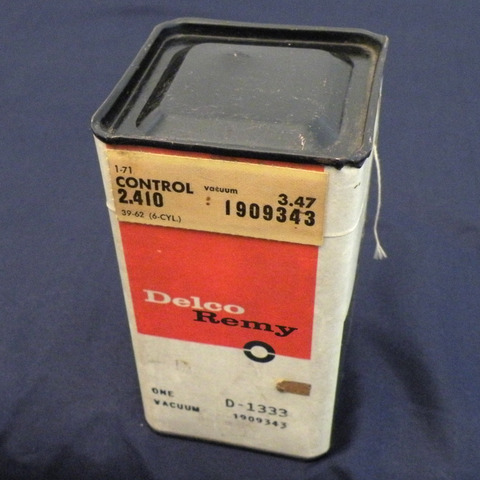 1-71
CONTROL vacuum 3.47
2.410 1909343
39-62 (6-CYL.)
Delco
Remy
ONE D-1333
VACUUM 1909343